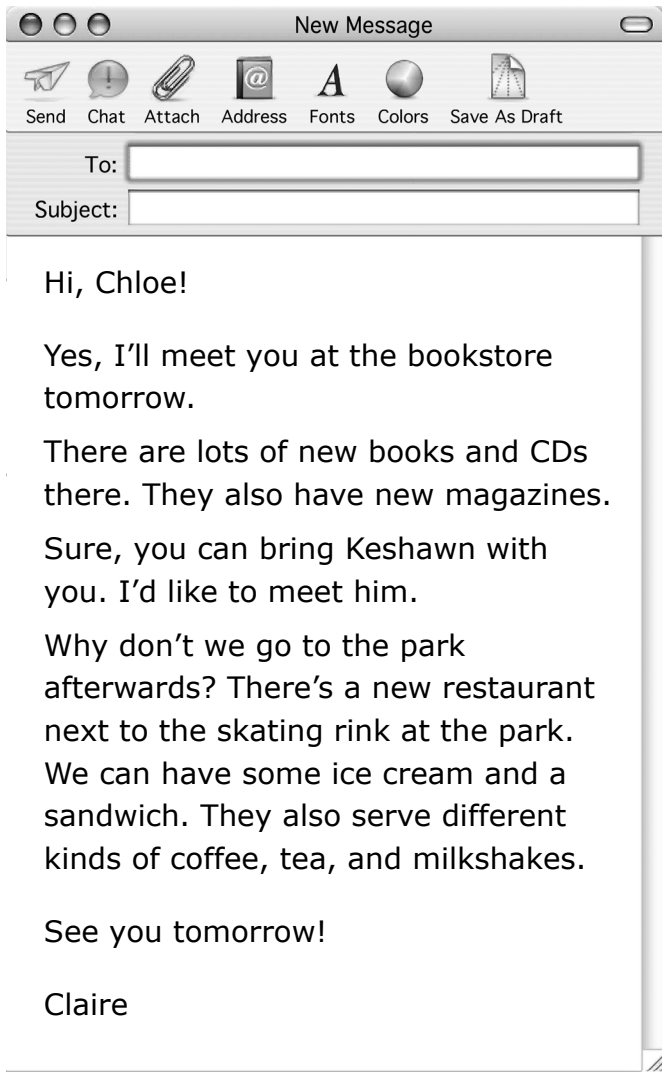 New Message
Send Chat Attach Address Fonts Colors Save As Draft
To:
Subject:
Hi, Chloe!
Yes, I’ll meet you at the bookstore
tomorrow.
There are lots of new books and CDs
there. They also have new magazines.
Sure, you can bring Keshawn with
you. I’d like to meet him.
Why don’t we go to the park
afterwards? There’s a new restaurant
next to the skating rink at the park.
We can have some ice cream and a
sandwich. They also serve different
kinds of coffee, tea, and milkshakes.
See you tomorrow!
Claire